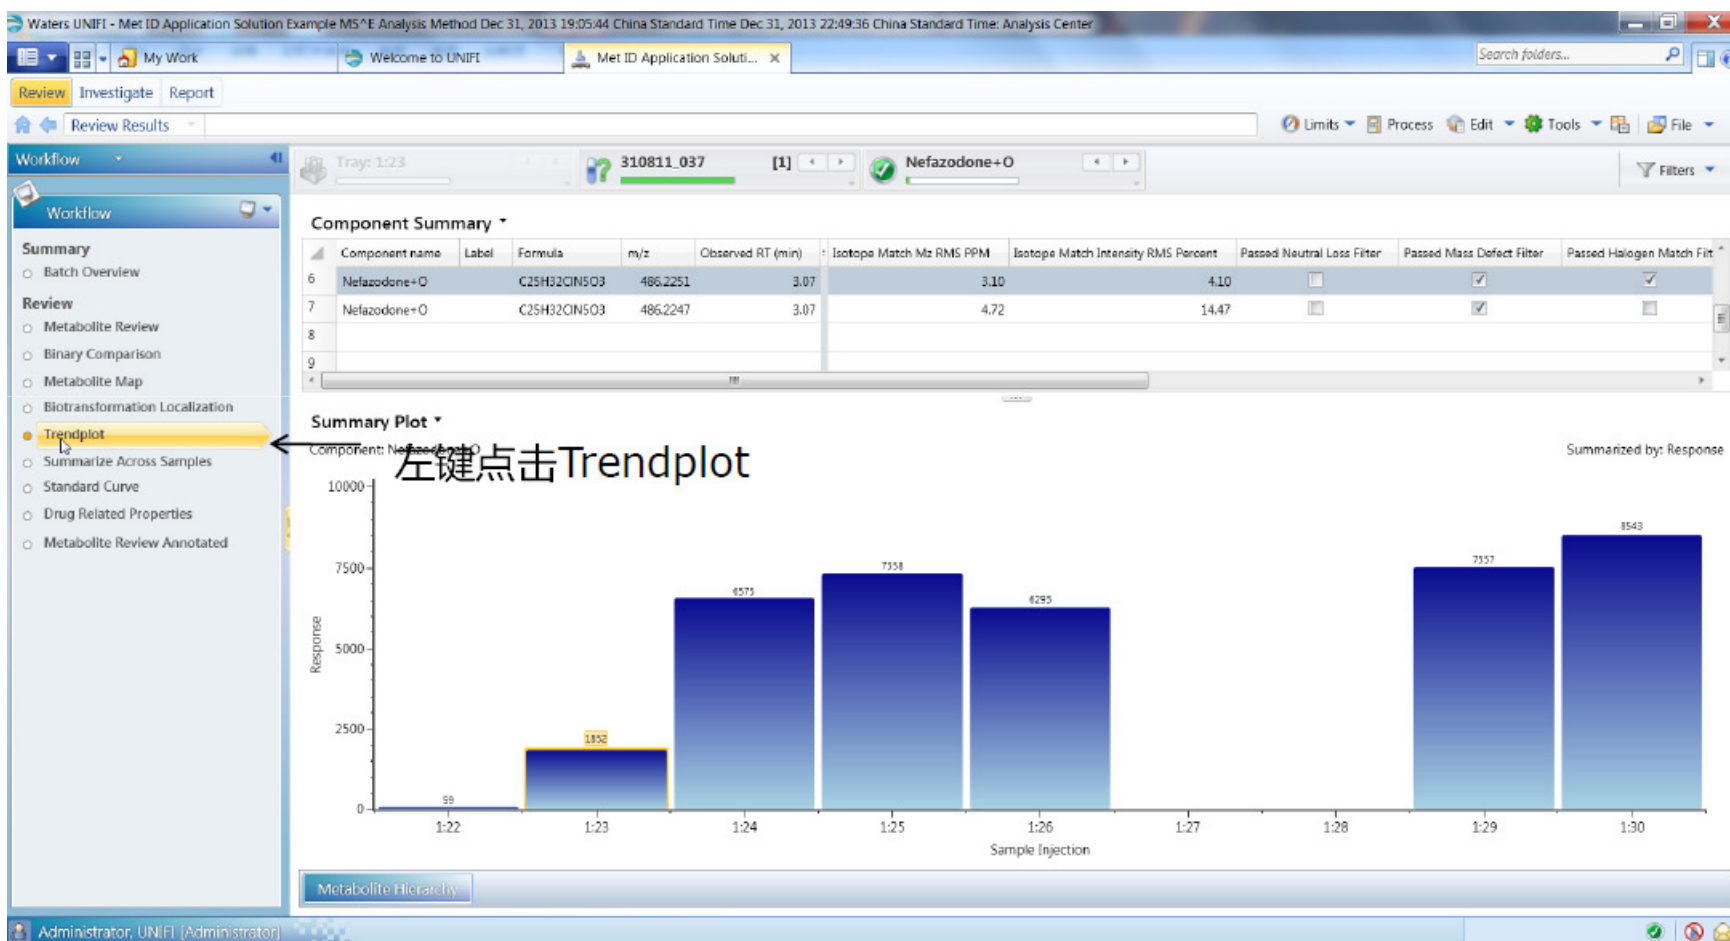 Waters UNIFI - Met ID Application Solution Example MS^E Analysis Method Dec 31, 2013 19:05:44 China Standard Time Dec 31, 2013 22:49:36 China Standard Time: Analysis Center
My Work
Welcome to UNIFI
Met ID Application Soluti...
Search folders...
Review Investigate Report
Review Results
Limits Process Edit Tools File
Workflow
Tray: 1:23
310811_037 [1]
Nefazodone+O
Filters
Workflow
Summary
Batch Overview
Review
Metabolite Review
Binary Comparison
Metabolite Map
Biotransformation Localization
Trendplot
Summarize Across Samples
Standard Curve
Drug Related Properties
Metabolite Review Annotated
Component Summary
Component name Label Formula m/z Observed RT (min) Isotope Match Mz RMS PPM Isotope Match Intensity RMS Percent Passed Neutral Loss Filter Passed Mass Defect Filter Passed Halogen Match Filt
6 Nefazodone+O C25H32ClN5O3 486.2251 3.07 3.10 4.10
7 Nefazodone+O C25H32ClN5O3 486.2247 3.07 4.72 14.47
8
9
Summary Plot
Component: Nefazodone+O
Summarized by: Response
左键点击Trendplot
Response
10000
7500
5000
2500
0
59
1852
6573
7358
6295
7557
8543
1:22 1:23 1:24 1:25 1:26 1:27 1:28 1:29 1:30
Sample Injection
Metabolite Hierarchy
Administrator, UNIFI [Administrator]